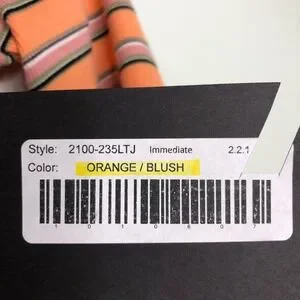 Style: 2100-235LTJ Immediate 2.2.1
Color: ORANGE / BLUSH